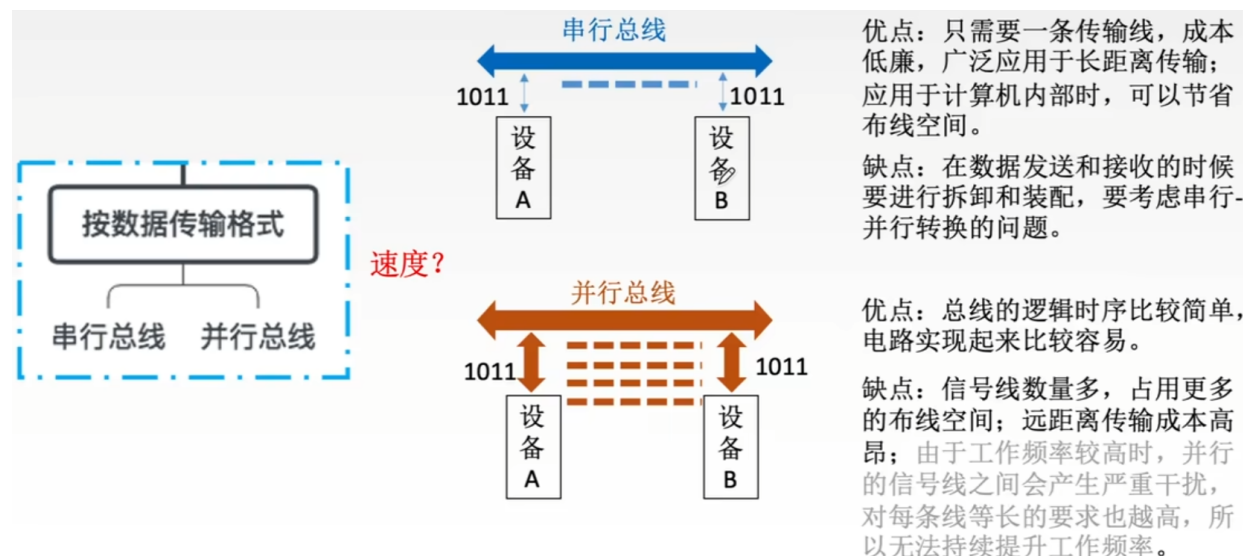 按数据传输格式
串行总线 并行总线
速度？
串行总线
1011
1011
设
备
A
设
备
B
优点：只需要一条传输线，成本
低廉，广泛应用于长距离传输；
应用于计算机内部时，可以节省
布线空间。
缺点：在数据发送和接收的时候
要进行拆卸和装配，要考虑串行-
并行转换的问题。
并行总线
1011
1011
设
备
A
设
备
B
优点：总线的逻辑时序比较简单，
电路实现起来比较容易。
缺点：信号线数量多，占用更多
的布线空间；远距离传输成本高
昂；由于工作频率较高时，并行
的信号线之间会产生严重干扰，
对每条线等长的要求也越高，所
以无法持续提升工作频率。